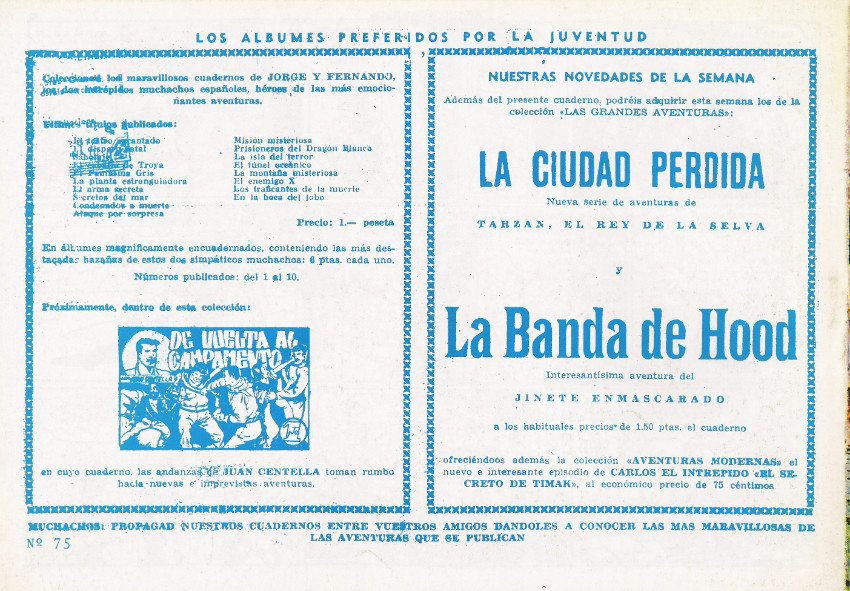 LOS ALBUMES PREFERIDOS POR LA JUVENTUD
los maravillosos cuadernos de JORGE Y FERNANDO,
los dos intrépidos muchachos españoles, héroes de las más emocio-
nantes aventuras.
títulos publicados:
de Troya
Fantasma Gris
La planta estranguladora
El arma secreta
Secretos del mar
Condenados a muerte
Ataque por sorpresa
Misión misteriosa
Prisioneros del Dragón Blanco
La isla del terror
El túnel oceánico
La montaña misteriosa
El enemigo X
Los traficantes de la muerte
En la boca del lobo
Precio: 1.— peseta
En álbumes magníficamente encuadernados, conteniendo las más des-
taçadas hazañas de estos dos simpáticos muchachos: 6 ptas. cada uno.
Números publicados: del 1 al 10.
Próximamente, dentro de esta colección:
DE VUELTA AL
CAMPAMENTO
JUAN CENTELLA
en cuyo cuaderno, las andanzas de JUAN CENTELLA toman rumbo
hacia nuevas e imprevistas aventuras.
NUESTRAS NOVEDADES DE LA SEMANA
Además del presente cuaderno, podréis adquirir esta semana los de la
colección «LAS GRANDES AVENTURAS»:
LA CIUDAD PERDIDA
Nueva serie de aventuras de
TARZAN, EL REY DE LA SELVA
y
La Banda de Hood
Interesantísima aventura del
JINETE ENMASCARADO
a los habituales precios de 1.50 ptas. el cuaderno
ofreciéndoos además la colección «AVENTURAS MODERNAS» el
nuevo e interesante episodio de CARLOS EL INTREPIDO «EL SE-
CRETO DE TIMAK», al económico precio de 75 céntimos
MUCHACHOS: PROPAGAD NUESTROS CUADERNOS ENTRE VUESTROS AMIGOS DANDOLES A CONOCER LAS MAS MARAVILLOSAS DE
LAS AVENTURAS QUE SE PUBLICAN
Nº 75